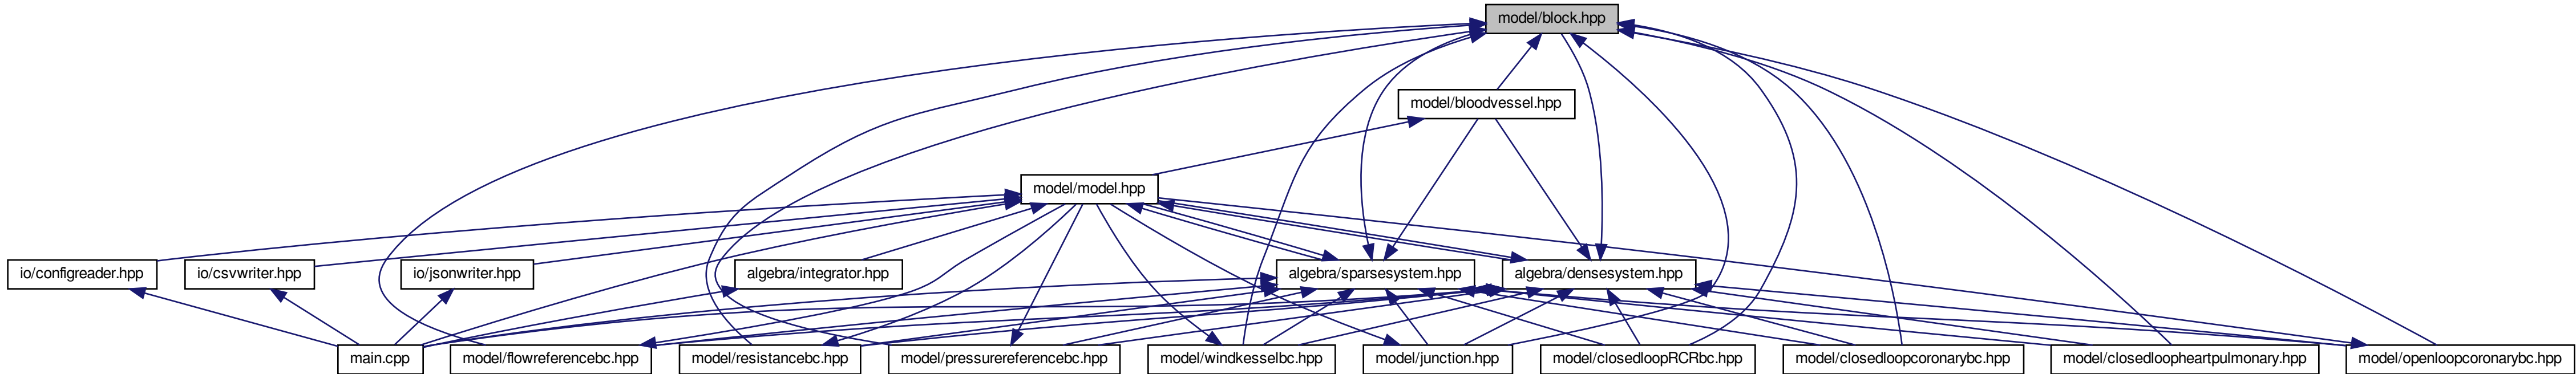 model/block.hpp
model/bloodvessel.hpp
model/model.hpp
io/configreader.hpp
io/csvwriter.hpp
io/jsonwriter.hpp
algebra/integrator.hpp
algebra/sparsesystem.hpp
algebra/densesystem.hpp
main.cpp
model/flowreferencebc.hpp
model/resistancebc.hpp
model/pressurereferencebc.hpp
model/windkesselbc.hpp
model/junction.hpp
model/closedloopRCRbc.hpp
model/closedloopcoronarybc.hpp
model/closedloopheartpulmonary.hpp
model/openloopcoronarybc.hpp